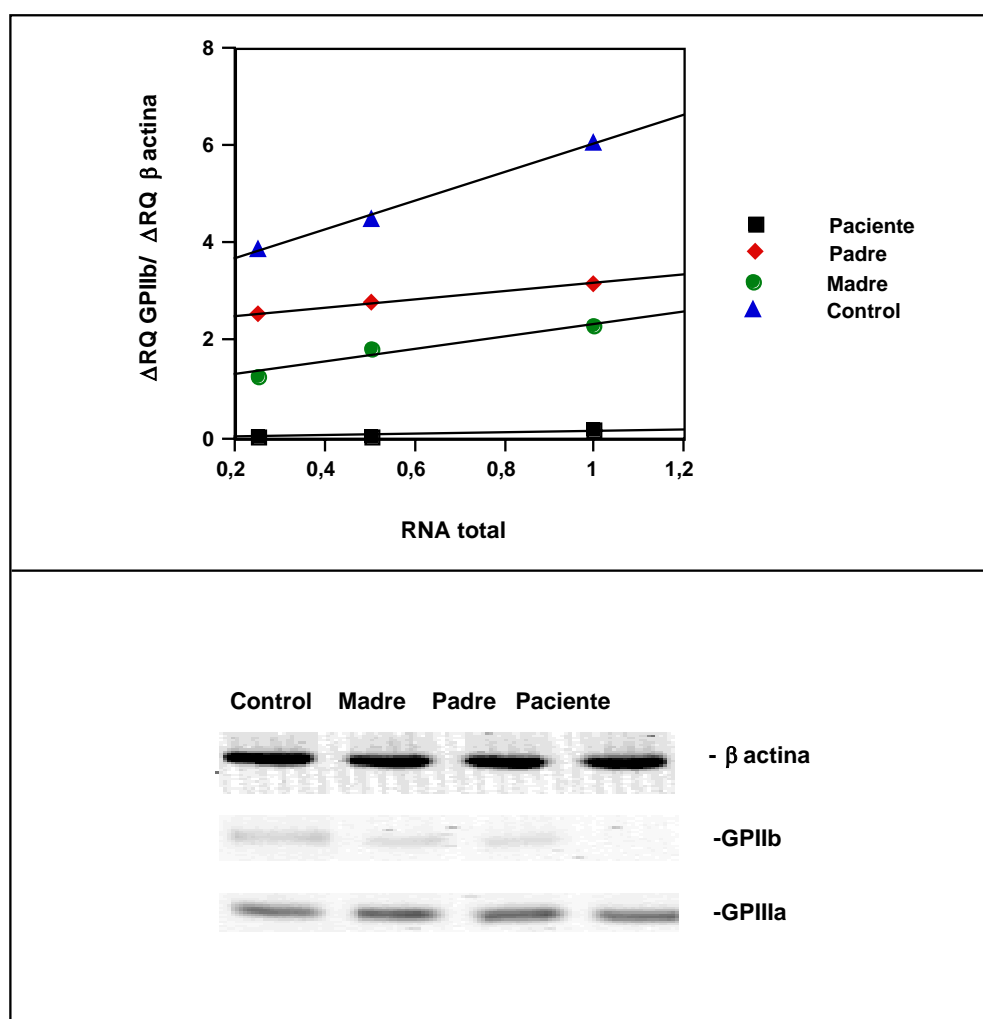 8
6
4
2
0
0,2 0,4 0,6 0,8 1 1,2
ΔRQ GPIIb/ ΔRQ β actina
RNA total
Paciente
Padre
Madre
Control
Control Madre Padre Paciente
- β actina
-GPIIb
-GPIIIa